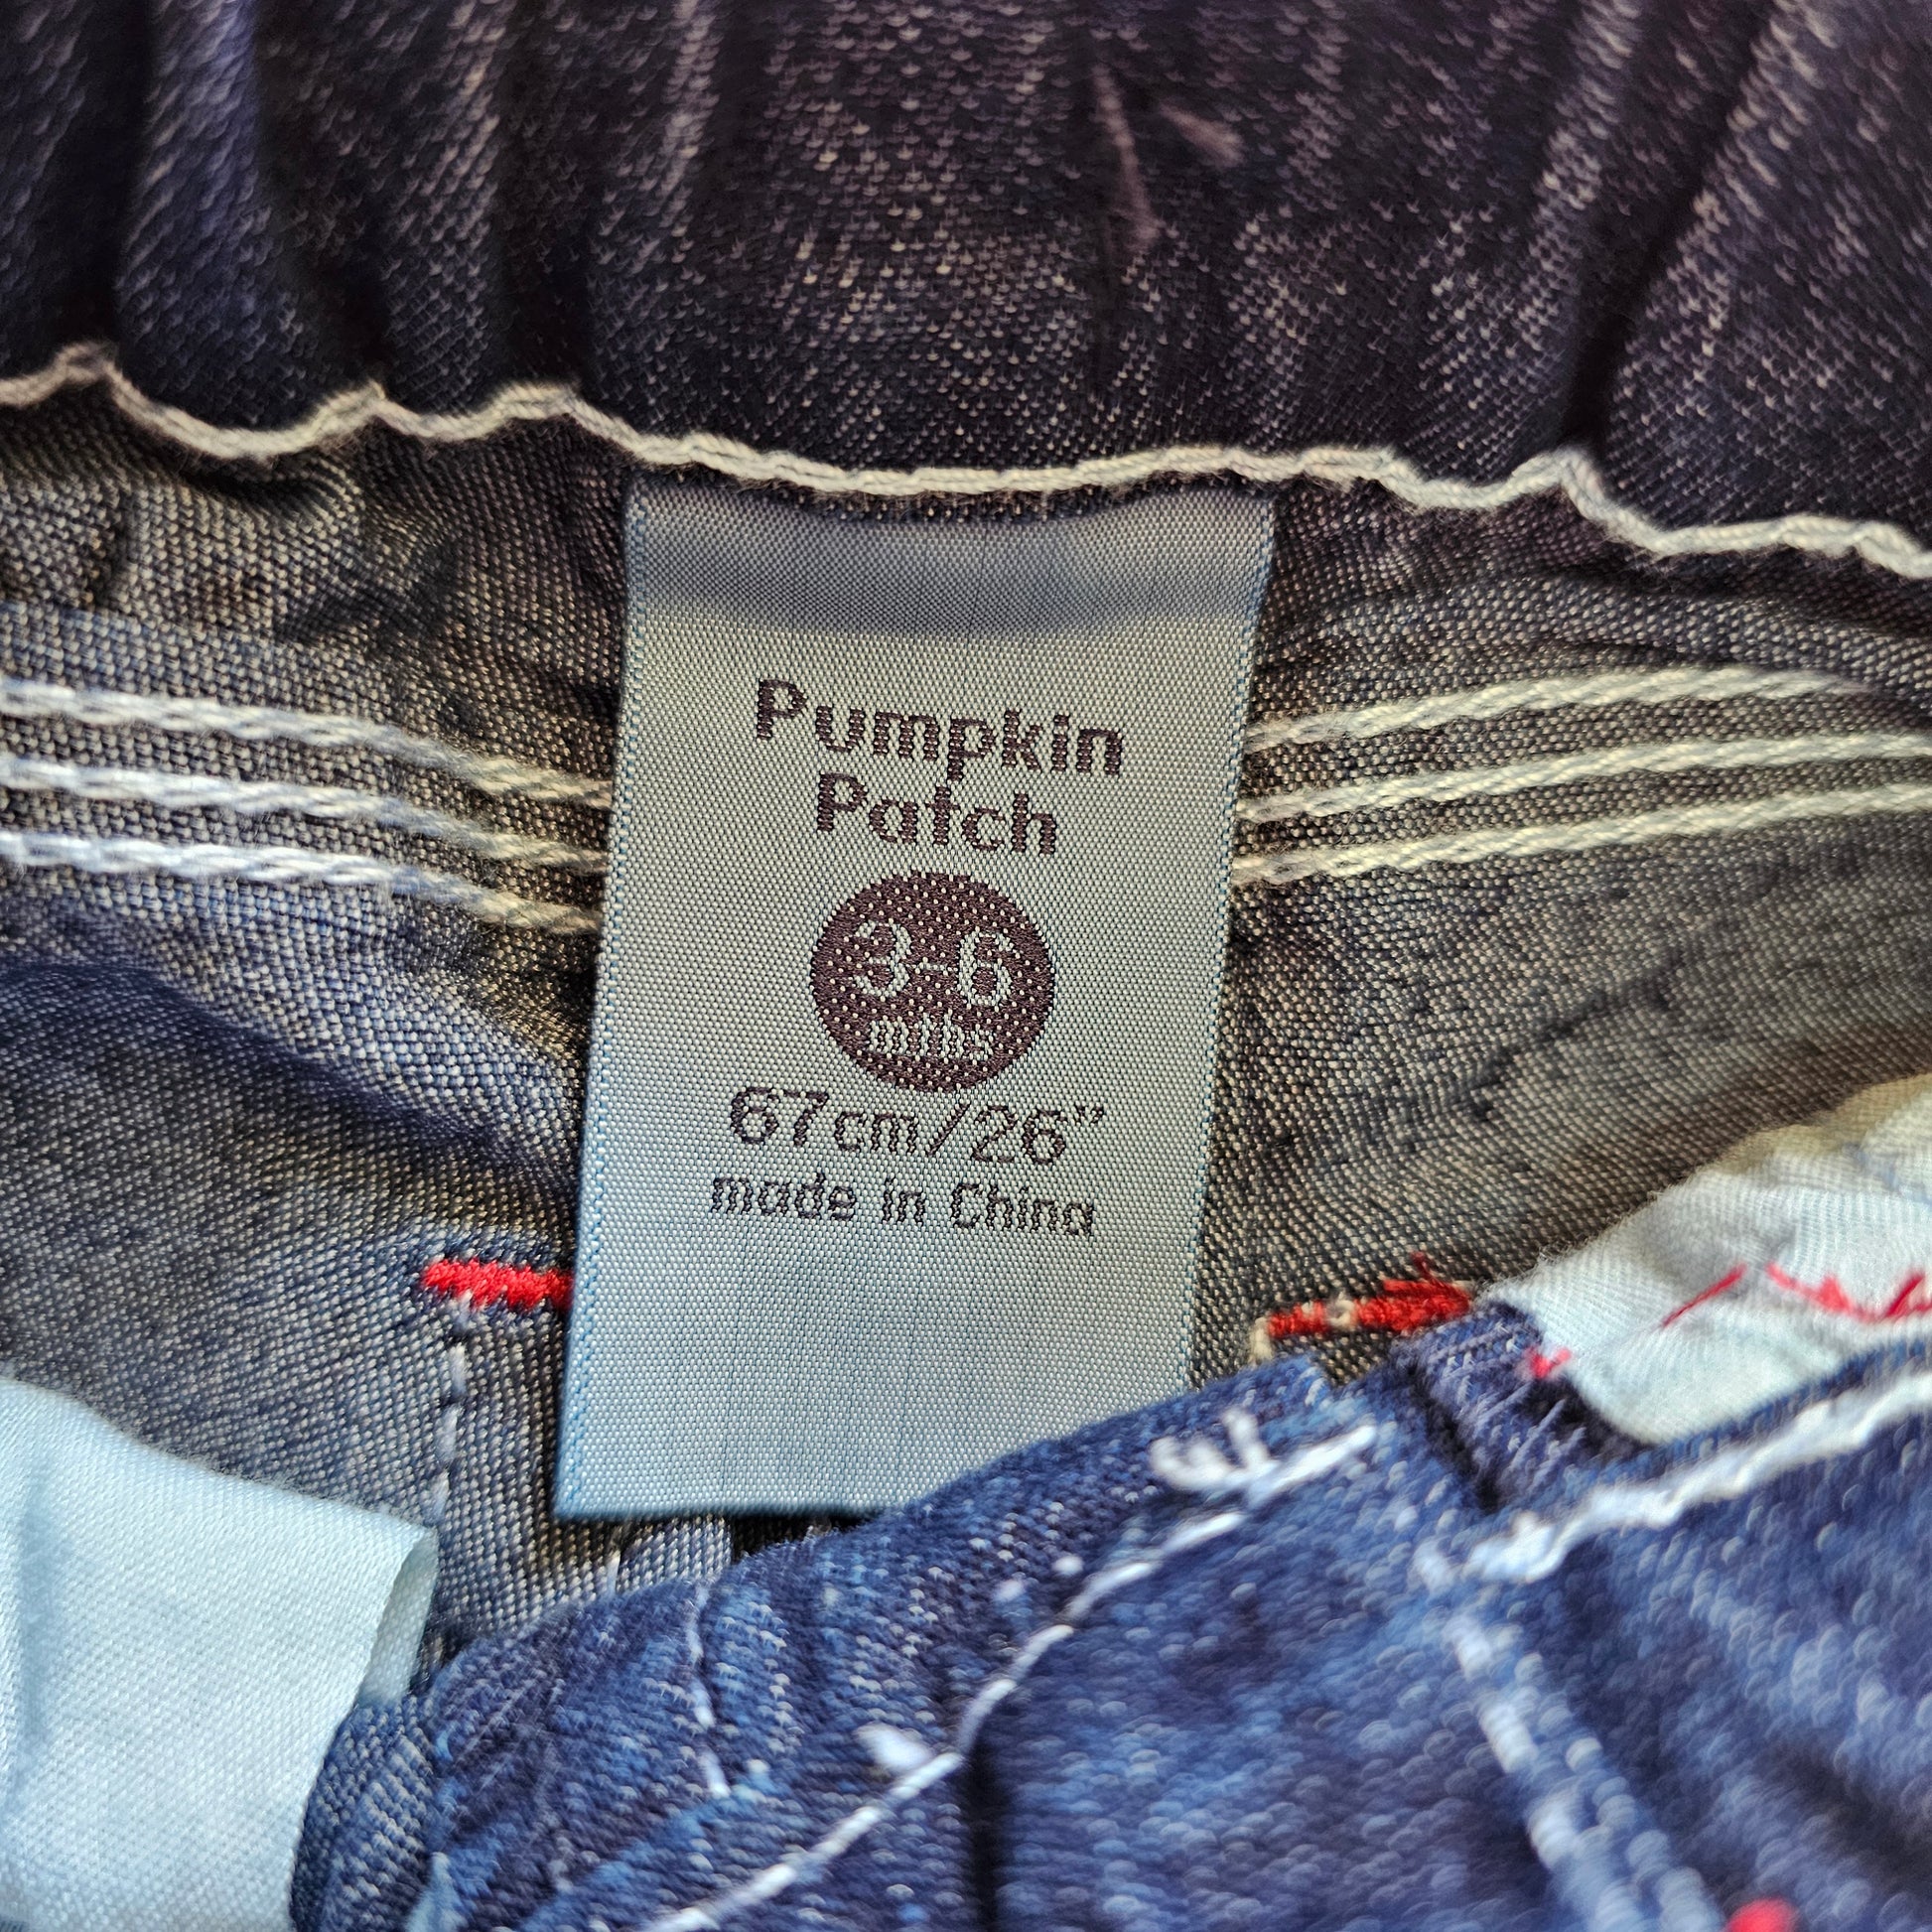 Pumpkin
Patch
3-6
mths
67cm/26"
made in China